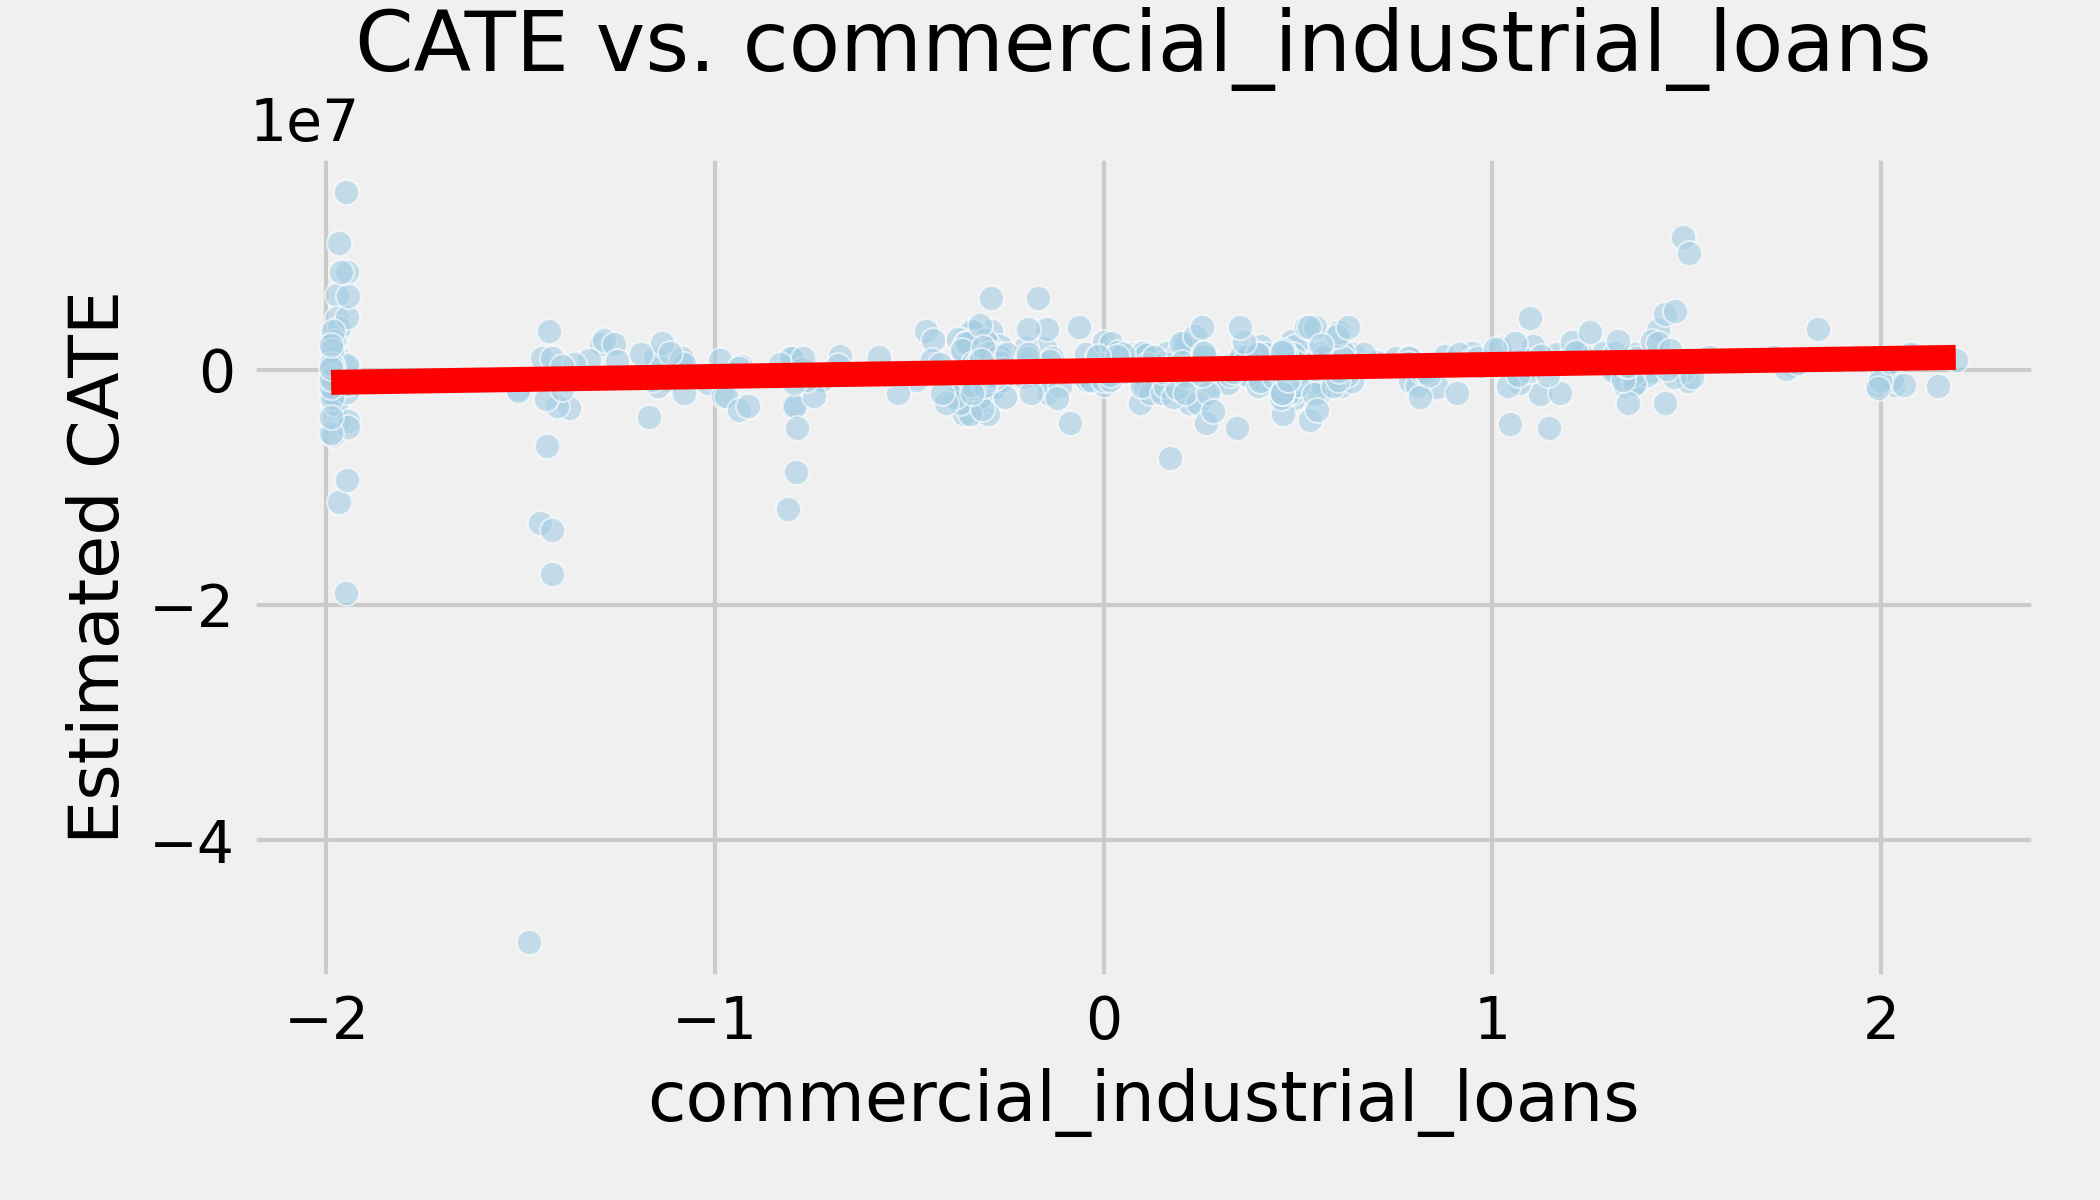 CATE vs. commercial_industrial_loans
1e7
0
−2
−4
Estimated CATE
−2 −1 0 1 2
commercial_industrial_loans